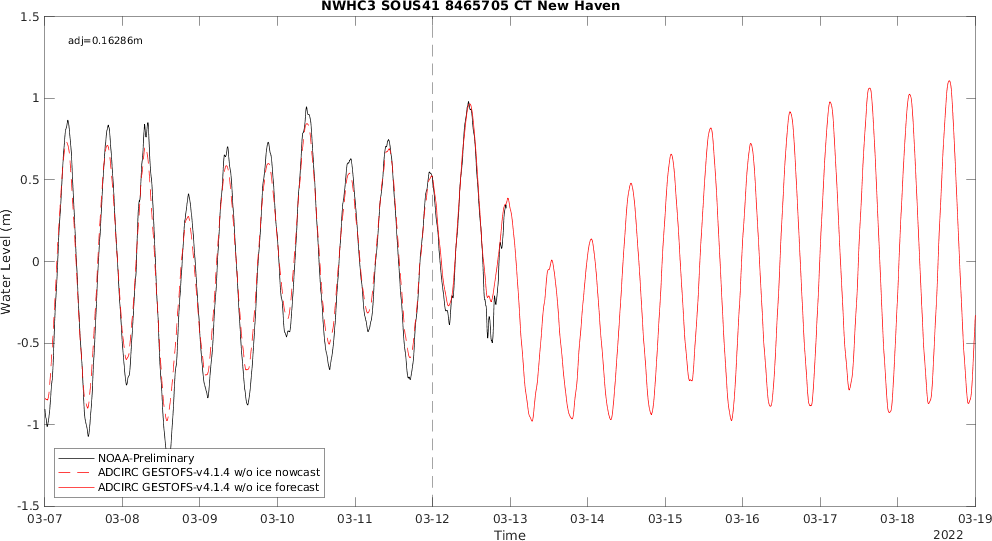 NWHC3 SOUS41 8465705 CT New Haven
adj=0.16286m
Water Level (m)
1.5
1
0.5
0
-0.5
-1
-1.5
NOAA-Preliminary
ADCIRC GESTOFS-v4.1.4 w/o ice nowcast
ADCIRC GESTOFS-v4.1.4 w/o ice forecast
03-07 03-08 03-09 03-10 03-11 03-12 03-13 03-14 03-15 03-16 03-17 03-18 03-19
Time
2022